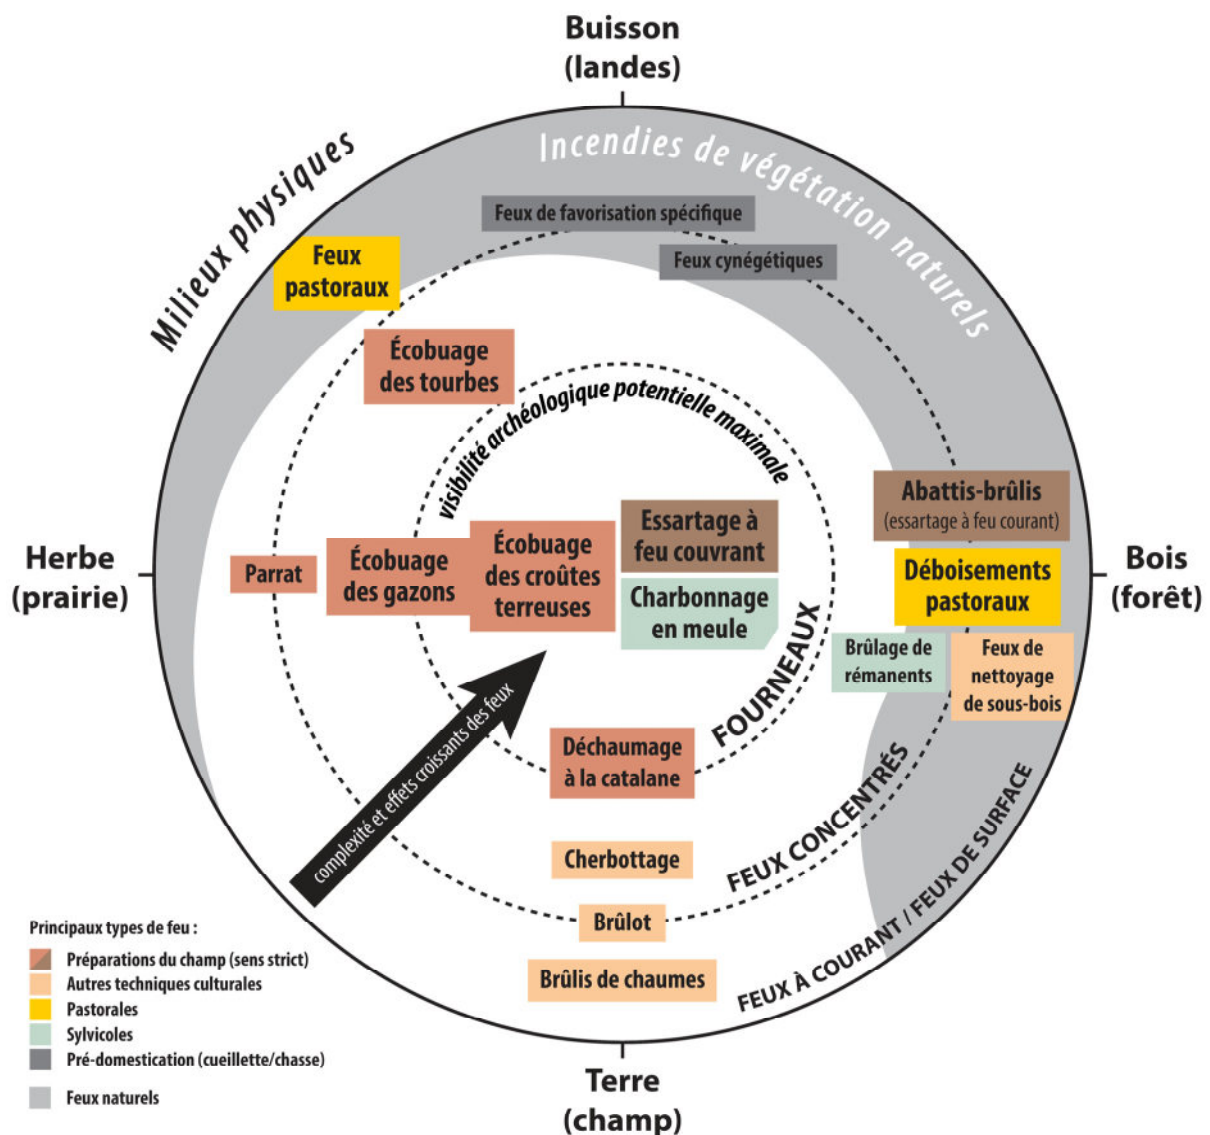 Buisson
(landes)
Milieux physiques
Incendies de végétation naturels
Feux de favorisation spécifique
Feux cynégétiques
Feux
pastoraux
Écobuage
des tourbes
visibilité archéologique potentielle maximale
Abattis-brûlis
(essartage à feu courant)
Essartage à
feu couvrant
Herbe
(prairie)
Parrat
Écobuage
des gazons
Écobuage
des croûtes
terreuses
Charbonnage
en meule
Déboisements
pastoraux
Bois
(forêt)
Brûlage de
rémanents
Feux de
nettoyage
de sous-bois
FOURNEAUX
complexité et effets croissants des feux
Déchaumage
à la catalane
FEUX CONCENTRÉS
FEUX À COURANT / FEUX DE SURFACE
Cherbottage
Brûlot
Brûlis de chaumes
Principaux types de feu :
Préparations du champ (sens strict)
Autres techniques culturales
Pastorales
Sylvicoles
Pré-domestication (cueillette/chasse)
Feux naturels
Terre
(champ)